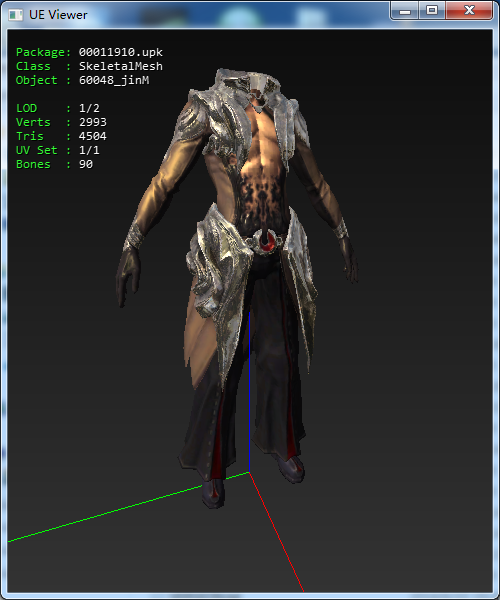 UE Viewer
Package: 00011910.upk
Class : SkeletalMesh
Object : 60048_jinM
LOD : 1/2
Verts : 2993
Tris : 4504
UV Set : 1/1
Bones : 90